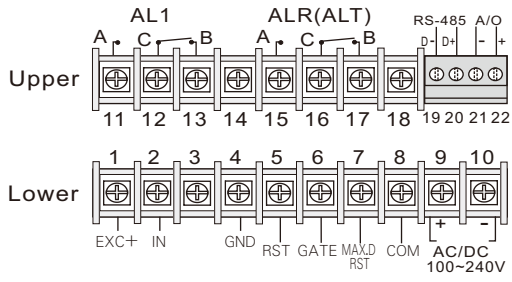 AL1 ALR(ALT) RS-485 A/O
A C B A C B D- D+ - +
Upper
11 12 13 14 15 16 17 18 19 20 21 22
1 2 3 4 5 6 7 8 9 10
Lower
+ -
EXC+ IN GND RST GATE MAX.D RST COM AC/DC
100~240V